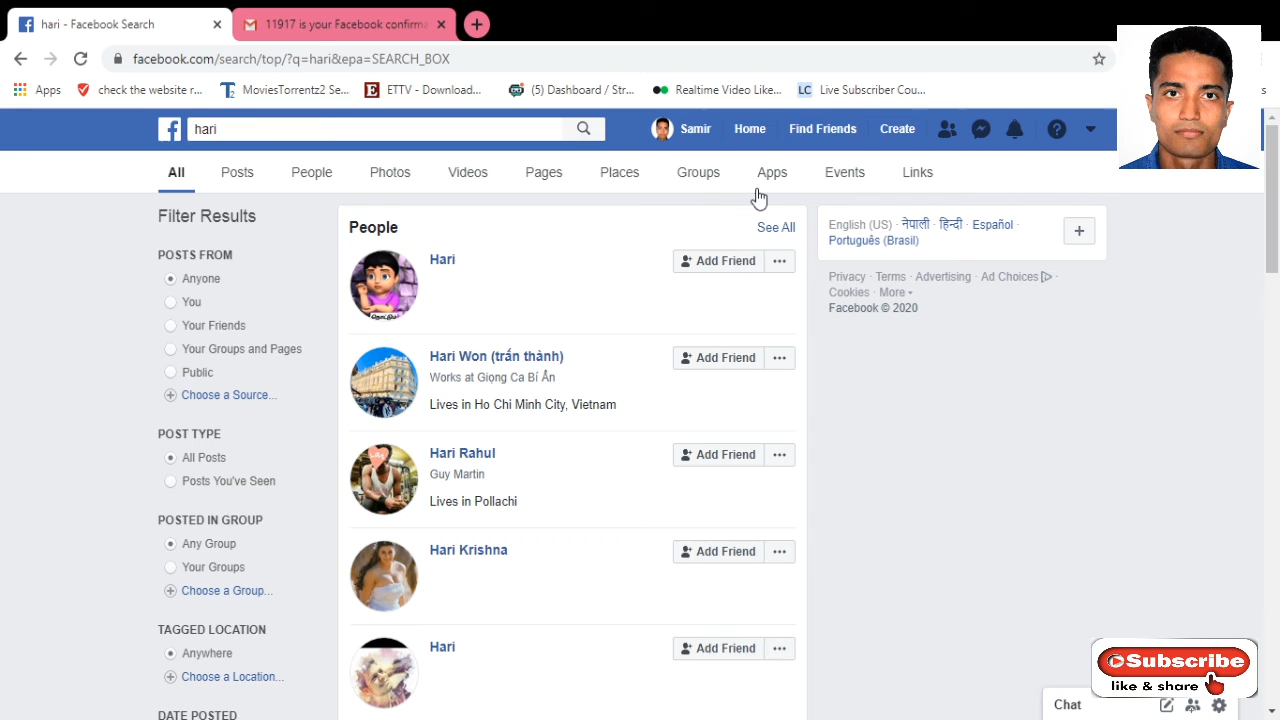 hari - Facebook Search
11917 is your Facebook confirma
facebook.com/search/top/?q=hari&epa=SEARCH_BOX
Apps
check the website r...
MoviesTorrentz2 Se...
ETTV - Download...
(5) Dashboard / Str...
Realtime Video Like...
LC Live Subscriber Cou...
hari
Samir
Home
Find Friends
Create
All
Posts
People
Photos
Videos
Pages
Places
Groups
Apps
Events
Links
Filter Results
POSTS FROM
Anyone
You
Your Friends
Your Groups and Pages
Public
Choose a Source...
POST TYPE
All Posts
Posts You've Seen
POSTED IN GROUP
Any Group
Your Groups
Choose a Group...
TAGGED LOCATION
Anywhere
Choose a Location...
DATE POSTED
People
See All
Hari
Add Friend
Hari Won (trấn thành)
Works at Giọng Ca Bí Ẩn
Lives in Ho Chi Minh City, Vietnam
Add Friend
Hari Rahul
Guy Martin
Lives in Pollachi
Add Friend
Hari Krishna
Add Friend
Hari
Add Friend
English (US) · नेपाली · हिन्दी · Español ·
Português (Brasil)
Privacy · Terms · Advertising · Ad Choices ·
Cookies · More
Facebook © 2020
Subscribe
like & share
Chat